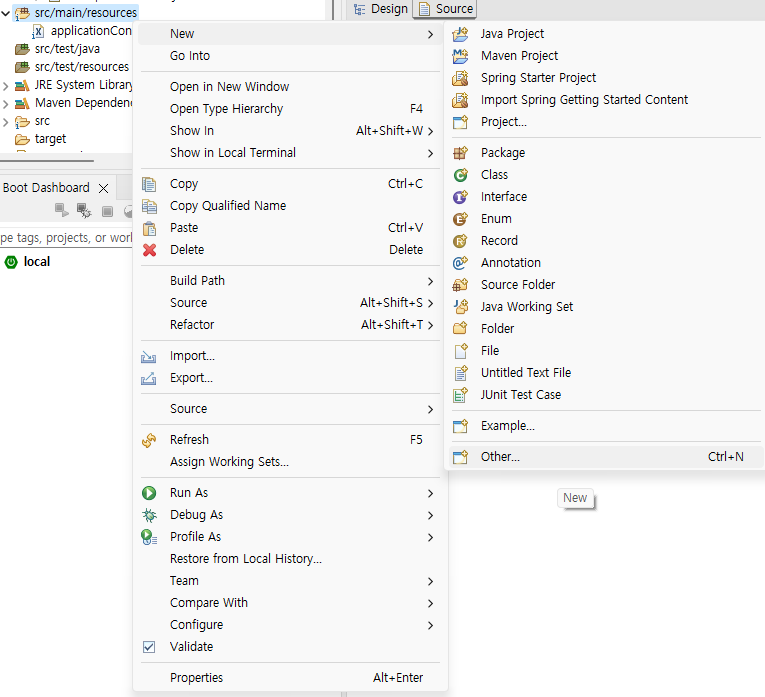 src/main/resources
applicationCon
src/test/java
src/test/resources
JRE System Library
Maven Dependen
src
target
Boot Dashboard
pe tags, projects, or worl
local
Design
Source
New
Go Into
Open in New Window
Open Type Hierarchy F4
Show In Alt+Shift+W
Show in Local Terminal
Copy Ctrl+C
Copy Qualified Name
Paste Ctrl+V
Delete Delete
Build Path
Source Alt+Shift+S
Refactor Alt+Shift+T
Import...
Export...
Source
Refresh F5
Assign Working Sets...
Run As
Debug As
Profile As
Restore from Local History...
Team
Compare With
Configure
Validate
Properties Alt+Enter
Java Project
Maven Project
Spring Starter Project
Import Spring Getting Started Content
Project...
Package
Class
Interface
Enum
Record
Annotation
Source Folder
Java Working Set
Folder
File
Untitled Text File
JUnit Test Case
Example...
Other... Ctrl+N
New